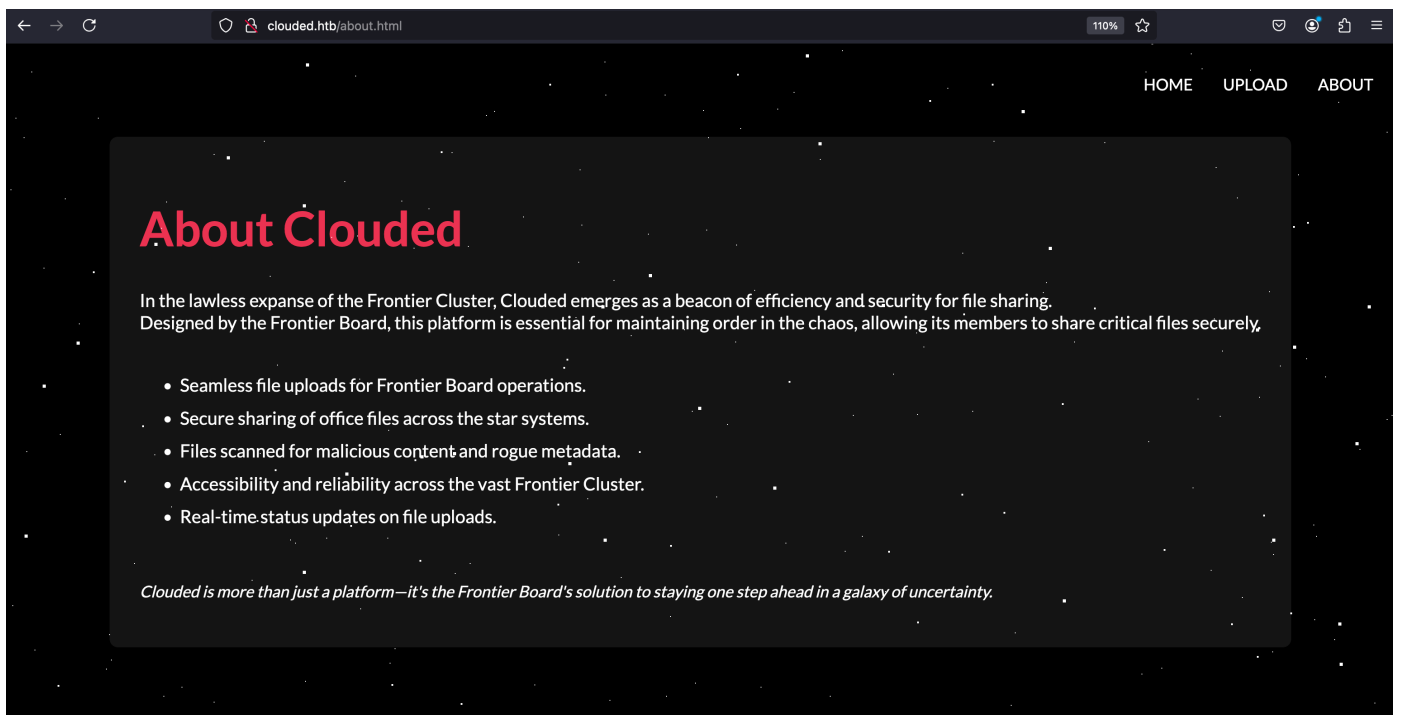 clouded.htb/about.html
110%
HOME UPLOAD ABOUT
About Clouded
In the lawless expanse of the Frontier Cluster, Clouded emerges as a beacon of efficiency and security for file sharing.
Designed by the Frontier Board, this platform is essential for maintaining order in the chaos, allowing its members to share critical files securely.
• Seamless file uploads for Frontier Board operations.
• Secure sharing of office files across the star systems.
• Files scanned for malicious content and rogue metadata.
• Accessibility and reliability across the vast Frontier Cluster.
• Real-time status updates on file uploads.
Clouded is more than just a platform—it's the Frontier Board's solution to staying one step ahead in a galaxy of uncertainty.